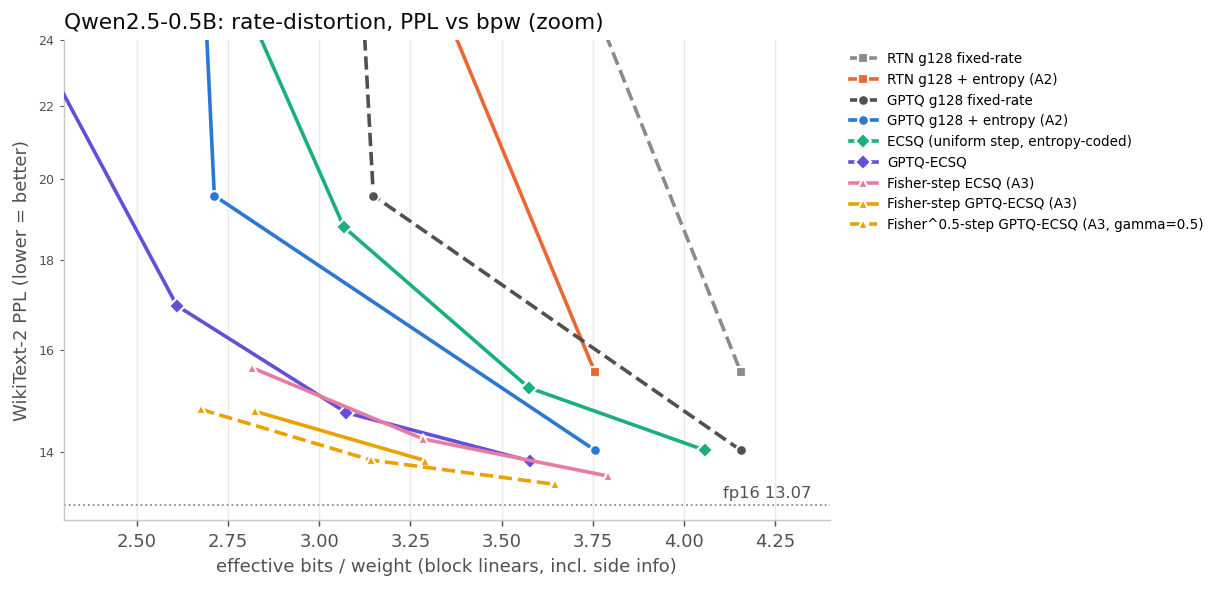 Qwen2.5-0.5B: rate-distortion, PPL vs bpw (zoom)
WikiText-2 PPL (lower = better)
24
22
20
18
16
14
fp16 13.07
2.50 2.75 3.00 3.25 3.50 3.75 4.00 4.25
effective bits / weight (block linears, incl. side info)
RTN g128 fixed-rate
RTN g128 + entropy (A2)
GPTQ g128 fixed-rate
GPTQ g128 + entropy (A2)
ECSQ (uniform step, entropy-coded)
GPTQ-ECSQ
Fisher-step ECSQ (A3)
Fisher-step GPTQ-ECSQ (A3)
Fisher^0.5-step GPTQ-ECSQ (A3, gamma=0.5)